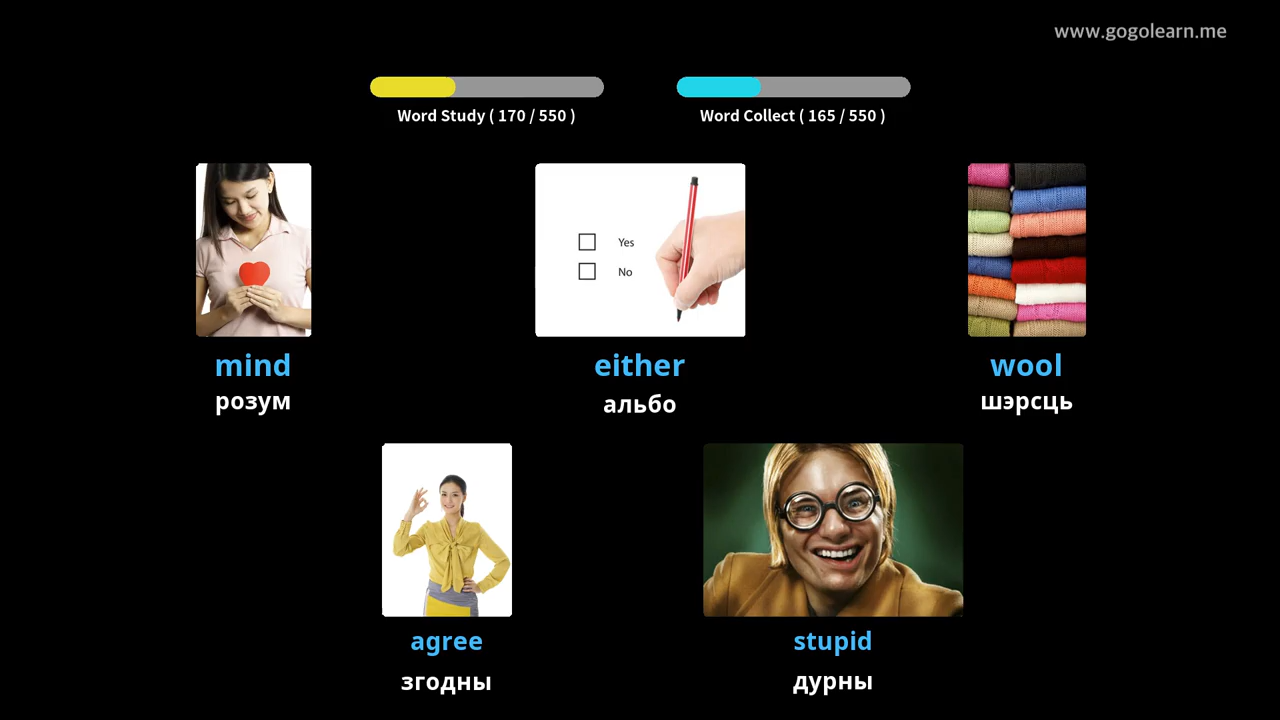 www.gogolearn.me
Word Study ( 170 / 550 )
Word Collect ( 165 / 550 )
Yes
No
mind
розум
either
альбо
wool
шэрсць
agree
згодны
stupid
дурны